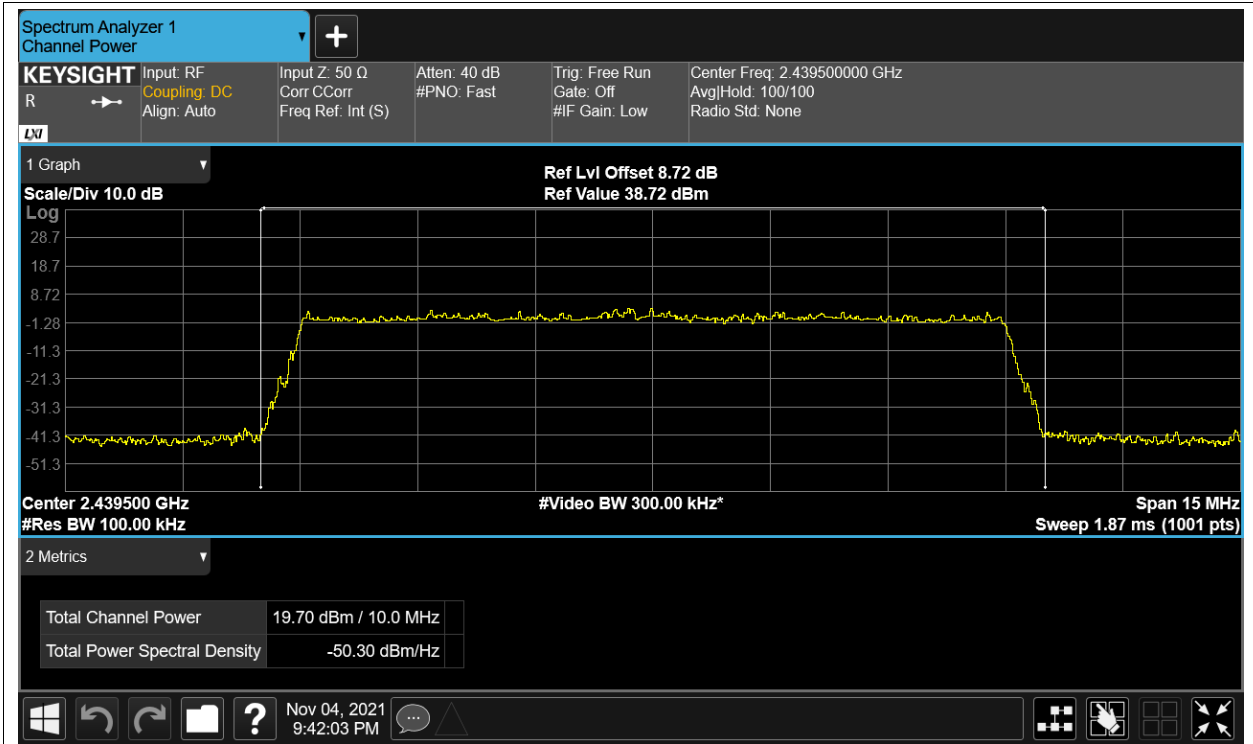 Spectrum Analyzer 1
Channel Power
KEYSIGHT Input: RF Input Z: 50 Ω Atten: 40 dB Trig: Free Run Center Freq: 2.439500000 GHz
R Coupling: DC Corr CCorr #PNO: Fast Gate: Off Avg|Hold: 100/100
Align: Auto Freq Ref: Int (S) #IF Gain: Low Radio Std: None
LXI
1 Graph
Ref Lvl Offset 8.72 dB
Scale/Div 10.0 dB Ref Value 38.72 dBm
Log
28.7
18.7
8.72
-1.28
-11.3
-21.3
-31.3
-41.3
-51.3
Center 2.439500 GHz #Video BW 300.00 kHz* Span 15 MHz
#Res BW 100.00 kHz Sweep 1.87 ms (1001 pts)
2 Metrics
Total Channel Power 19.70 dBm / 10.0 MHz
Total Power Spectral Density -50.30 dBm/Hz
? Nov 04, 2021
9:42:03 PM